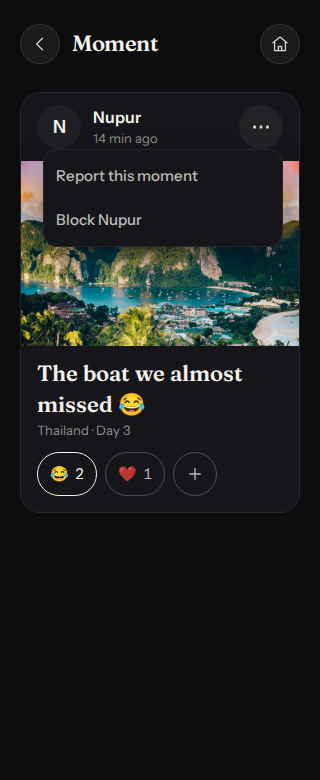 Moment
N
Nupur
14 min ago
Report this moment
Block Nupur
The boat we almost
missed 😂
Thailand · Day 3
😂 2
❤️ 1